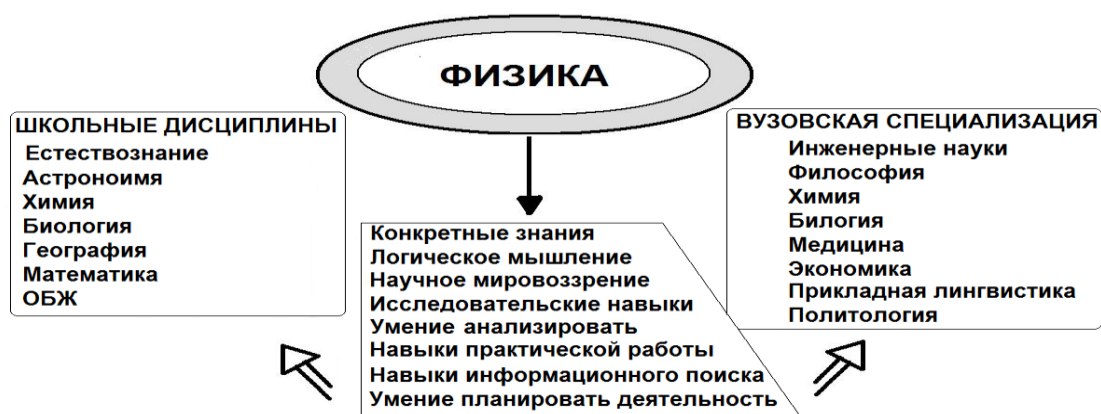 ФИЗИКА
ШКОЛЬНЫЕ ДИСЦИПЛИНЫ
Естествознание
Астроноимя
Химия
Биология
География
Математика
ОБЖ
Конкретные знания
Логическое мышление
Научное мировоззрение
Исследовательские навыки
Умение анализировать
Навыки практической работы
Навыки информационного поиска
Умение планировать деятельность
ВУЗОВСКАЯ СПЕЦИАЛИЗАЦИЯ
Инженерные науки
Философия
Химия
Билогия
Медицина
Экономика
Прикладная лингвистика
Политология